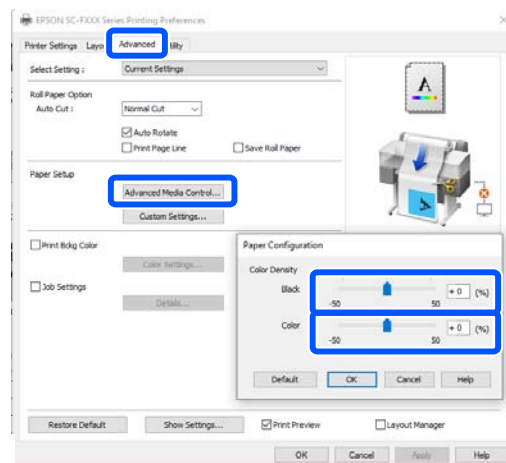 EPSON SC-FXXX Series Printing Preferences
Printer Settings Layo Advanced ility
Select Setting : Current Settings
Roll Paper Option
Auto Cut : Normal Cut
Auto Rotate
Print Page Line Save Roll Paper
A
Paper Setup
Advanced Media Control...
Custom Settings...
Print Bckg Color
Color Settings...
Job Settings
Details...
Paper Configuration
Color Density
Black + 0 (%)
-50 50
Color + 0 (%)
-50 50
Default OK Cancel Help
Restore Default Show Settings... Print Preview Layout Manager
OK Cancel Apply Help